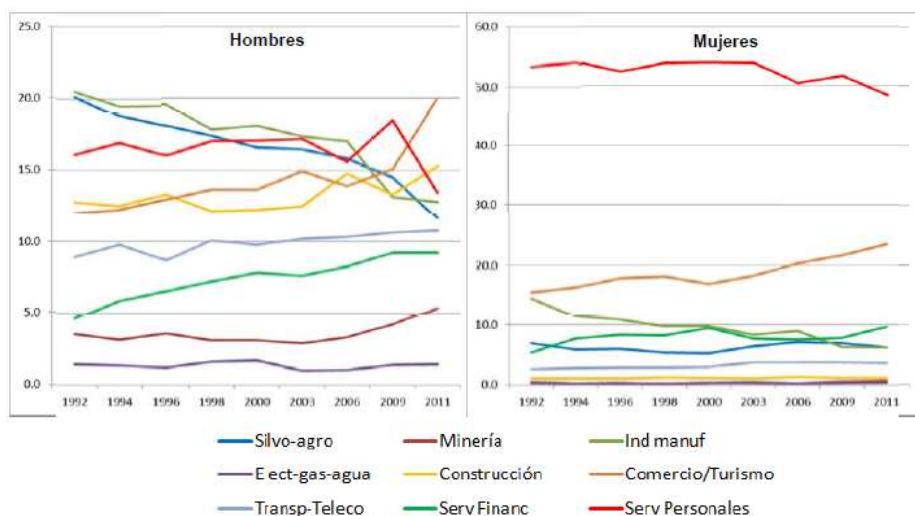 Hombres
25.0
20.0
15.0
10.0
5.0
0.0
1992 1994 1996 1998 2000 2003 2006 2009 2011
Mujeres
60.0
50.0
40.0
30.0
20.0
10.0
0.0
1992 1994 1996 1998 2000 2003 2006 2009 2011
Silvo-agro Minería Ind manuf
E ect-gas-agua Construcción Comercio/Turismo
Transp-Teleco Serv Financ Serv Personales